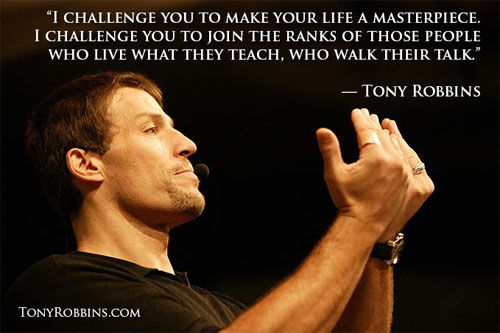 “I CHALLENGE YOU TO MAKE YOUR LIFE A MASTERPIECE.
I CHALLENGE YOU TO JOIN THE RANKS OF THOSE PEOPLE
WHO LIVE WHAT THEY TEACH, WHO WALK THEIR TALK.”
— TONY ROBBINS
TONYROBBINS.COM